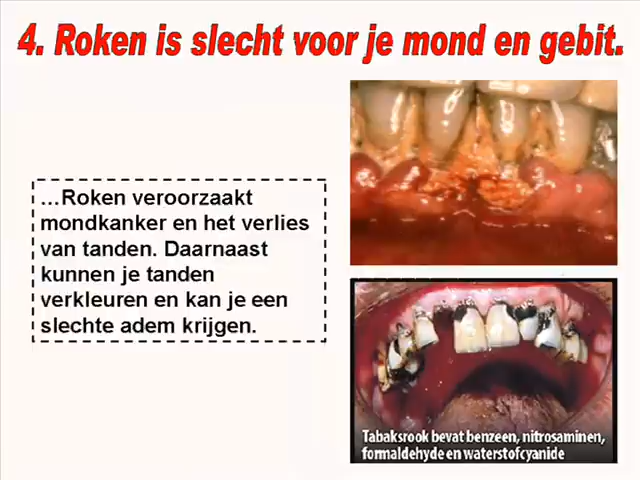 4. Roken is slecht voor je mond en gebit.
...Roken veroorzaakt
mondkanker en het verlies
van tanden. Daarnaast
kunnen je tanden
verkleuren en kan je een
slechte adem krijgen.
Tabaksrook bevat benzeen, nitrosaminen,
formaldehyde en waterstofcyanide